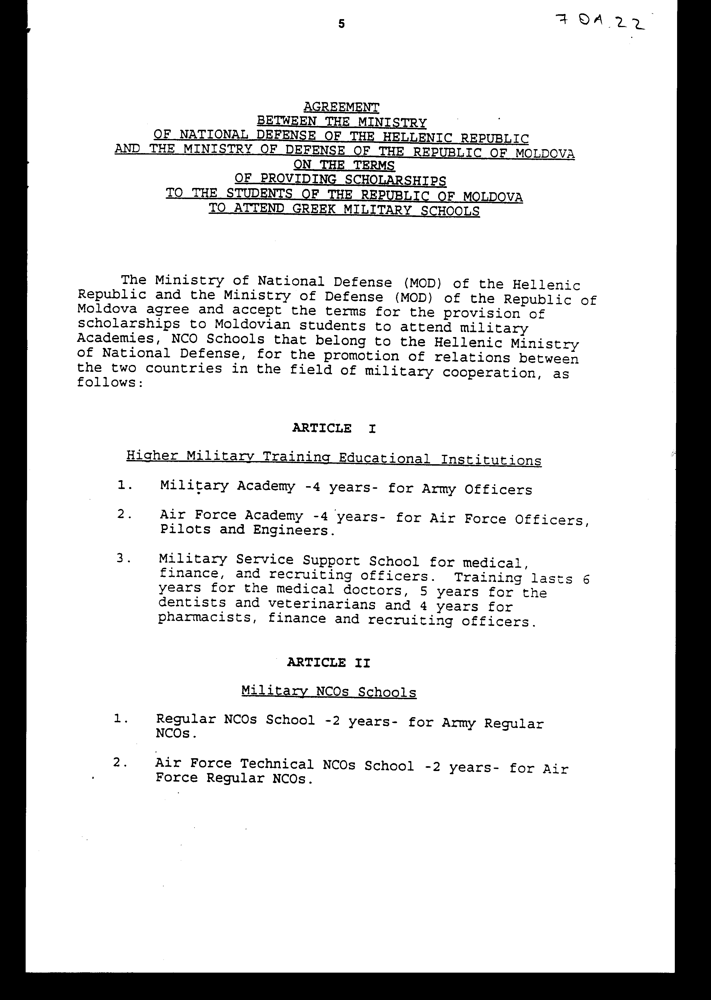 5
7 ΘΑ.22
AGREEMENT
BETWEEN THE MINISTRY
OF NATIONAL DEFENSE OF THE HELLENIC REPUBLIC
AND THE MINISTRY OF DEFENSE OF THE REPUBLIC OF MOLDOVA
ON THE TERMS
OF PROVIDING SCHOLARSHIPS
TO THE STUDENTS OF THE REPUBLIC OF MOLDOVA
TO ATTEND GREEK MILITARY SCHOOLS
The Ministry of National Defense (MOD) of the Hellenic
Republic and the Ministry of Defense (MOD) of the Republic of
Moldova agree and accept the terms for the provision of
scholarships to Moldovian students to attend military
Academies, NCO Schools that belong to the Hellenic Ministry
of National Defense, for the promotion of relations between
the two countries in the field of military cooperation, as
follows:
ARTICLE I
Higher Military Training Educational Institutions
1. Military Academy -4 years- for Army Officers
2. Air Force Academy -4 years- for Air Force Officers,
Pilots and Engineers.
3. Military Service Support School for medical,
finance, and recruiting officers. Training lasts 6
years for the medical doctors, 5 years for the
dentists and veterinarians and 4 years for
pharmacists, finance and recruiting officers.
ARTICLE II
Military NCOs Schools
1. Regular NCOs School -2 years- for Army Regular
NCOs.
2. Air Force Technical NCOs School -2 years- for Air
Force Regular NCOs.